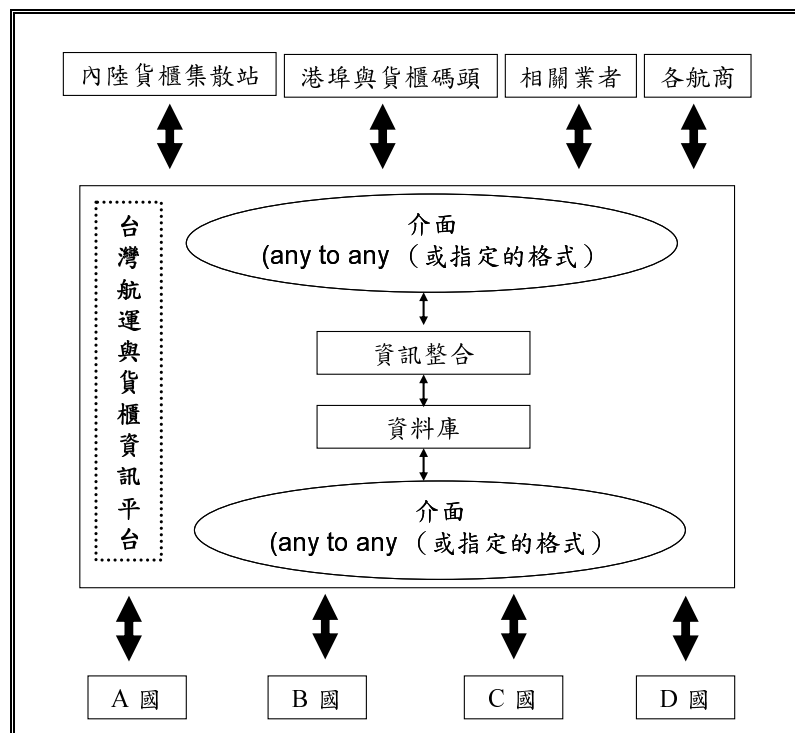 內陸貨櫃集散站
港埠與貨櫃碼頭
相關業者
各航商
台灣航運與貨櫃資訊平台
介面
(any to any （或指定的格式）
資訊整合
資料庫
介面
(any to any （或指定的格式）
A 國
B 國
C 國
D 國